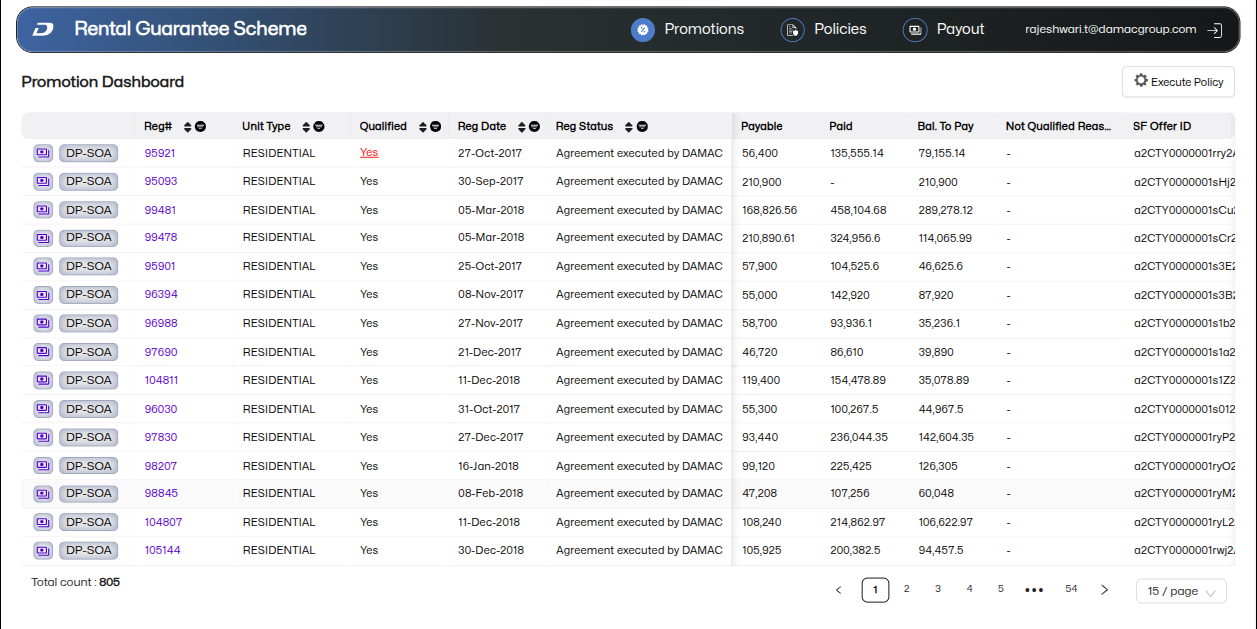 Rental Guarantee Scheme Promotions Policies Payout rajeshwari.t@damacgroup.com
Promotion Dashboard Execute Policy
Reg# Unit Type Qualified Reg Date Reg Status Payable Paid Bal. To Pay Not Qualified Reas... SF Offer ID
DP-SOA 95921 RESIDENTIAL Yes 27-Oct-2017 Agreement executed by DAMAC 56,400 135,555.14 79,155.14 - a2CTY0000001rry2
DP-SOA 95093 RESIDENTIAL Yes 30-Sep-2017 Agreement executed by DAMAC 210,900 - 210,900 - a2CTY0000001sHj2
DP-SOA 99481 RESIDENTIAL Yes 05-Mar-2018 Agreement executed by DAMAC 168,826.56 458,104.68 289,278.12 - a2CTY0000001sCu
DP-SOA 99478 RESIDENTIAL Yes 05-Mar-2018 Agreement executed by DAMAC 210,890.61 324,956.6 114,065.99 - a2CTY0000001sCr2
DP-SOA 95901 RESIDENTIAL Yes 25-Oct-2017 Agreement executed by DAMAC 57,900 104,525.6 46,625.6 - a2CTY0000001s3E2
DP-SOA 96394 RESIDENTIAL Yes 08-Nov-2017 Agreement executed by DAMAC 55,000 142,920 87,920 - a2CTY0000001s3B
DP-SOA 96988 RESIDENTIAL Yes 27-Nov-2017 Agreement executed by DAMAC 58,700 93,936.1 35,236.1 - a2CTY0000001s1b2
DP-SOA 97690 RESIDENTIAL Yes 21-Dec-2017 Agreement executed by DAMAC 46,720 86,610 39,890 - a2CTY0000001s1a2
DP-SOA 104811 RESIDENTIAL Yes 11-Dec-2018 Agreement executed by DAMAC 119,400 154,478.89 35,078.89 - a2CTY0000001s1Z2
DP-SOA 96030 RESIDENTIAL Yes 31-Oct-2017 Agreement executed by DAMAC 55,300 100,267.5 44,967.5 - a2CTY0000001s012
DP-SOA 97830 RESIDENTIAL Yes 27-Dec-2017 Agreement executed by DAMAC 93,440 236,044.35 142,604.35 - a2CTY0000001ryP2
DP-SOA 98207 RESIDENTIAL Yes 16-Jan-2018 Agreement executed by DAMAC 99,120 225,425 126,305 - a2CTY0000001ryO2
DP-SOA 98845 RESIDENTIAL Yes 08-Feb-2018 Agreement executed by DAMAC 47,208 107,256 60,048 - a2CTY0000001ryM2
DP-SOA 104807 RESIDENTIAL Yes 11-Dec-2018 Agreement executed by DAMAC 108,240 214,862.97 106,622.97 - a2CTY0000001ryL2
DP-SOA 105144 RESIDENTIAL Yes 30-Dec-2018 Agreement executed by DAMAC 105,925 200,382.5 94,457.5 - a2CTY0000001rwj2
Total count : 805 < 1 2 3 4 5 ••• 54 > 15 / page